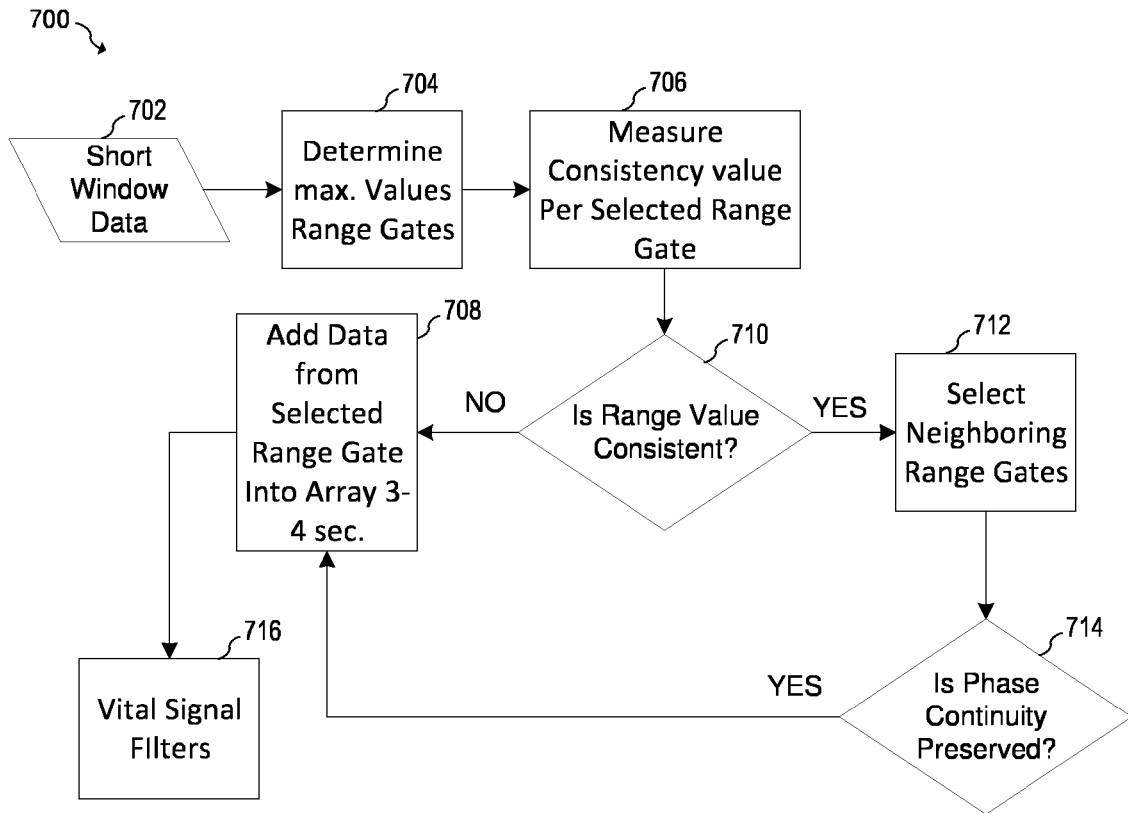 700
702
Short
Window
Data
704
Determine
max. Values
Range Gates
706
Measure
Consistency value
Per Selected Range
Gate
708
Add Data
from
Selected
Range Gate
Into Array 3-
4 sec.
710
Is Range Value
Consistent?
NO
YES
712
Select
Neighboring
Range Gates
714
Is Phase
Continuity
Preserved?
YES
716
Vital Signal
FIlters